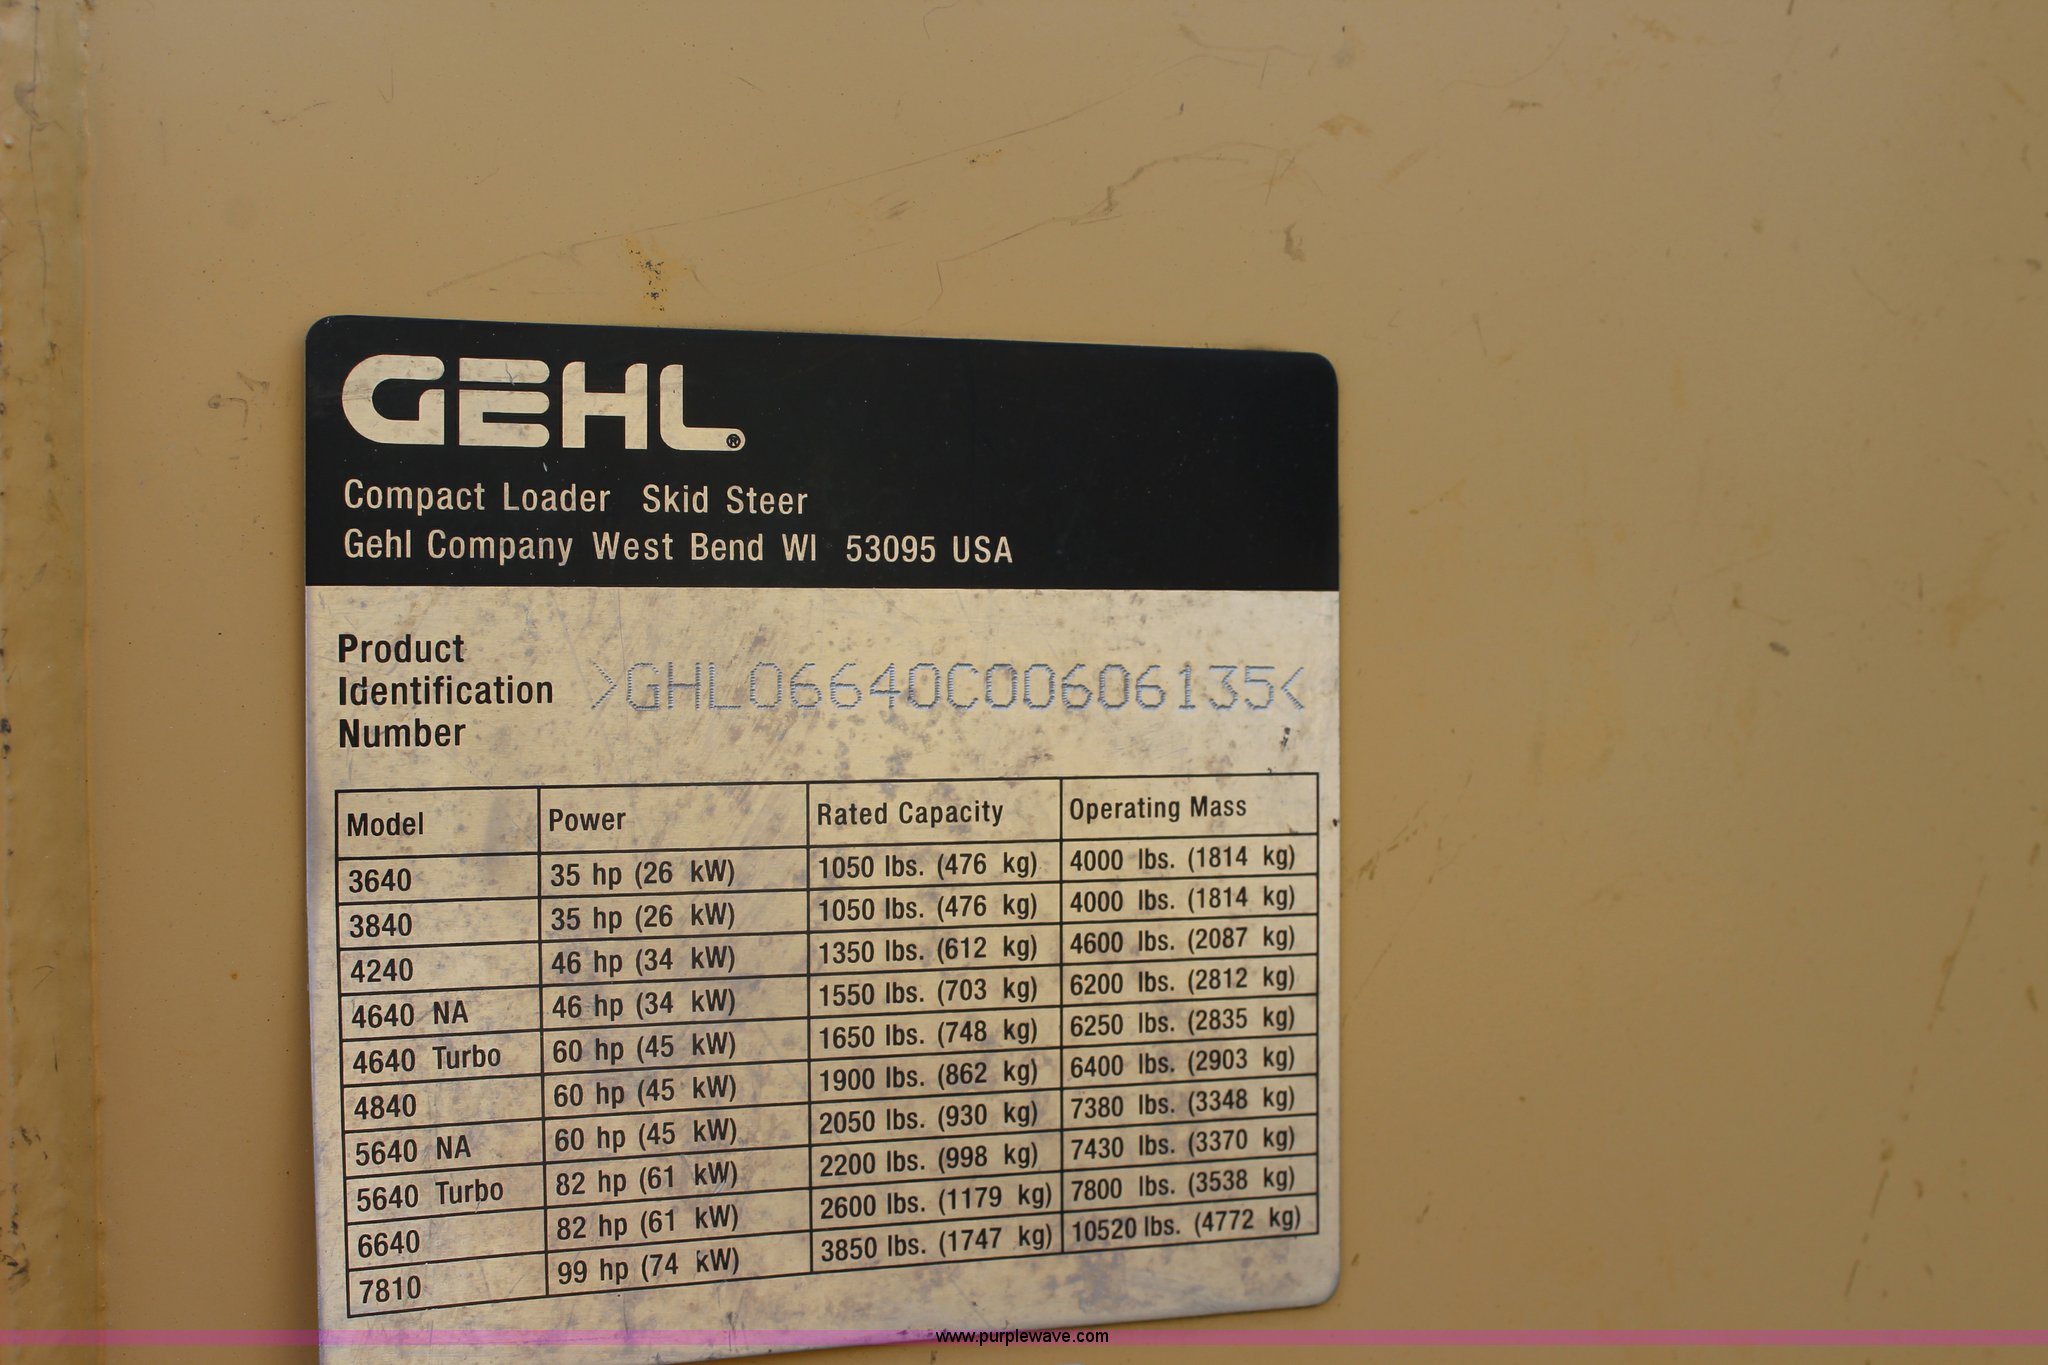 GEHL®
Compact Loader Skid Steer
Gehl Company West Bend WI 53095 USA
Product
Identification
Number
>GHL06640C00606135<
Model Power Rated Capacity Operating Mass
3640 35 hp (26 kW) 1050 lbs. (476 kg) 4000 lbs. (1814 kg)
3840 35 hp (26 kW) 1050 lbs. (476 kg) 4000 lbs. (1814 kg)
4240 46 hp (34 kW) 1350 lbs. (612 kg) 4600 lbs. (2087 kg)
4640 NA 46 hp (34 kW) 1550 lbs. (703 kg) 6200 lbs. (2812 kg)
4640 Turbo 60 hp (45 kW) 1650 lbs. (748 kg) 6250 lbs. (2835 kg)
4840 60 hp (45 kW) 1900 lbs. (862 kg) 6400 lbs. (2903 kg)
5640 NA 60 hp (45 kW) 2050 lbs. (930 kg) 7380 lbs. (3348 kg)
5640 Turbo 82 hp (61 kW) 2200 lbs. (998 kg) 7430 lbs. (3370 kg)
6640 82 hp (61 kW) 2600 lbs. (1179 kg) 7800 lbs. (3538 kg)
7810 99 hp (74 kW) 3850 lbs. (1747 kg) 10520 lbs. (4772 kg)
www.purplewave.com